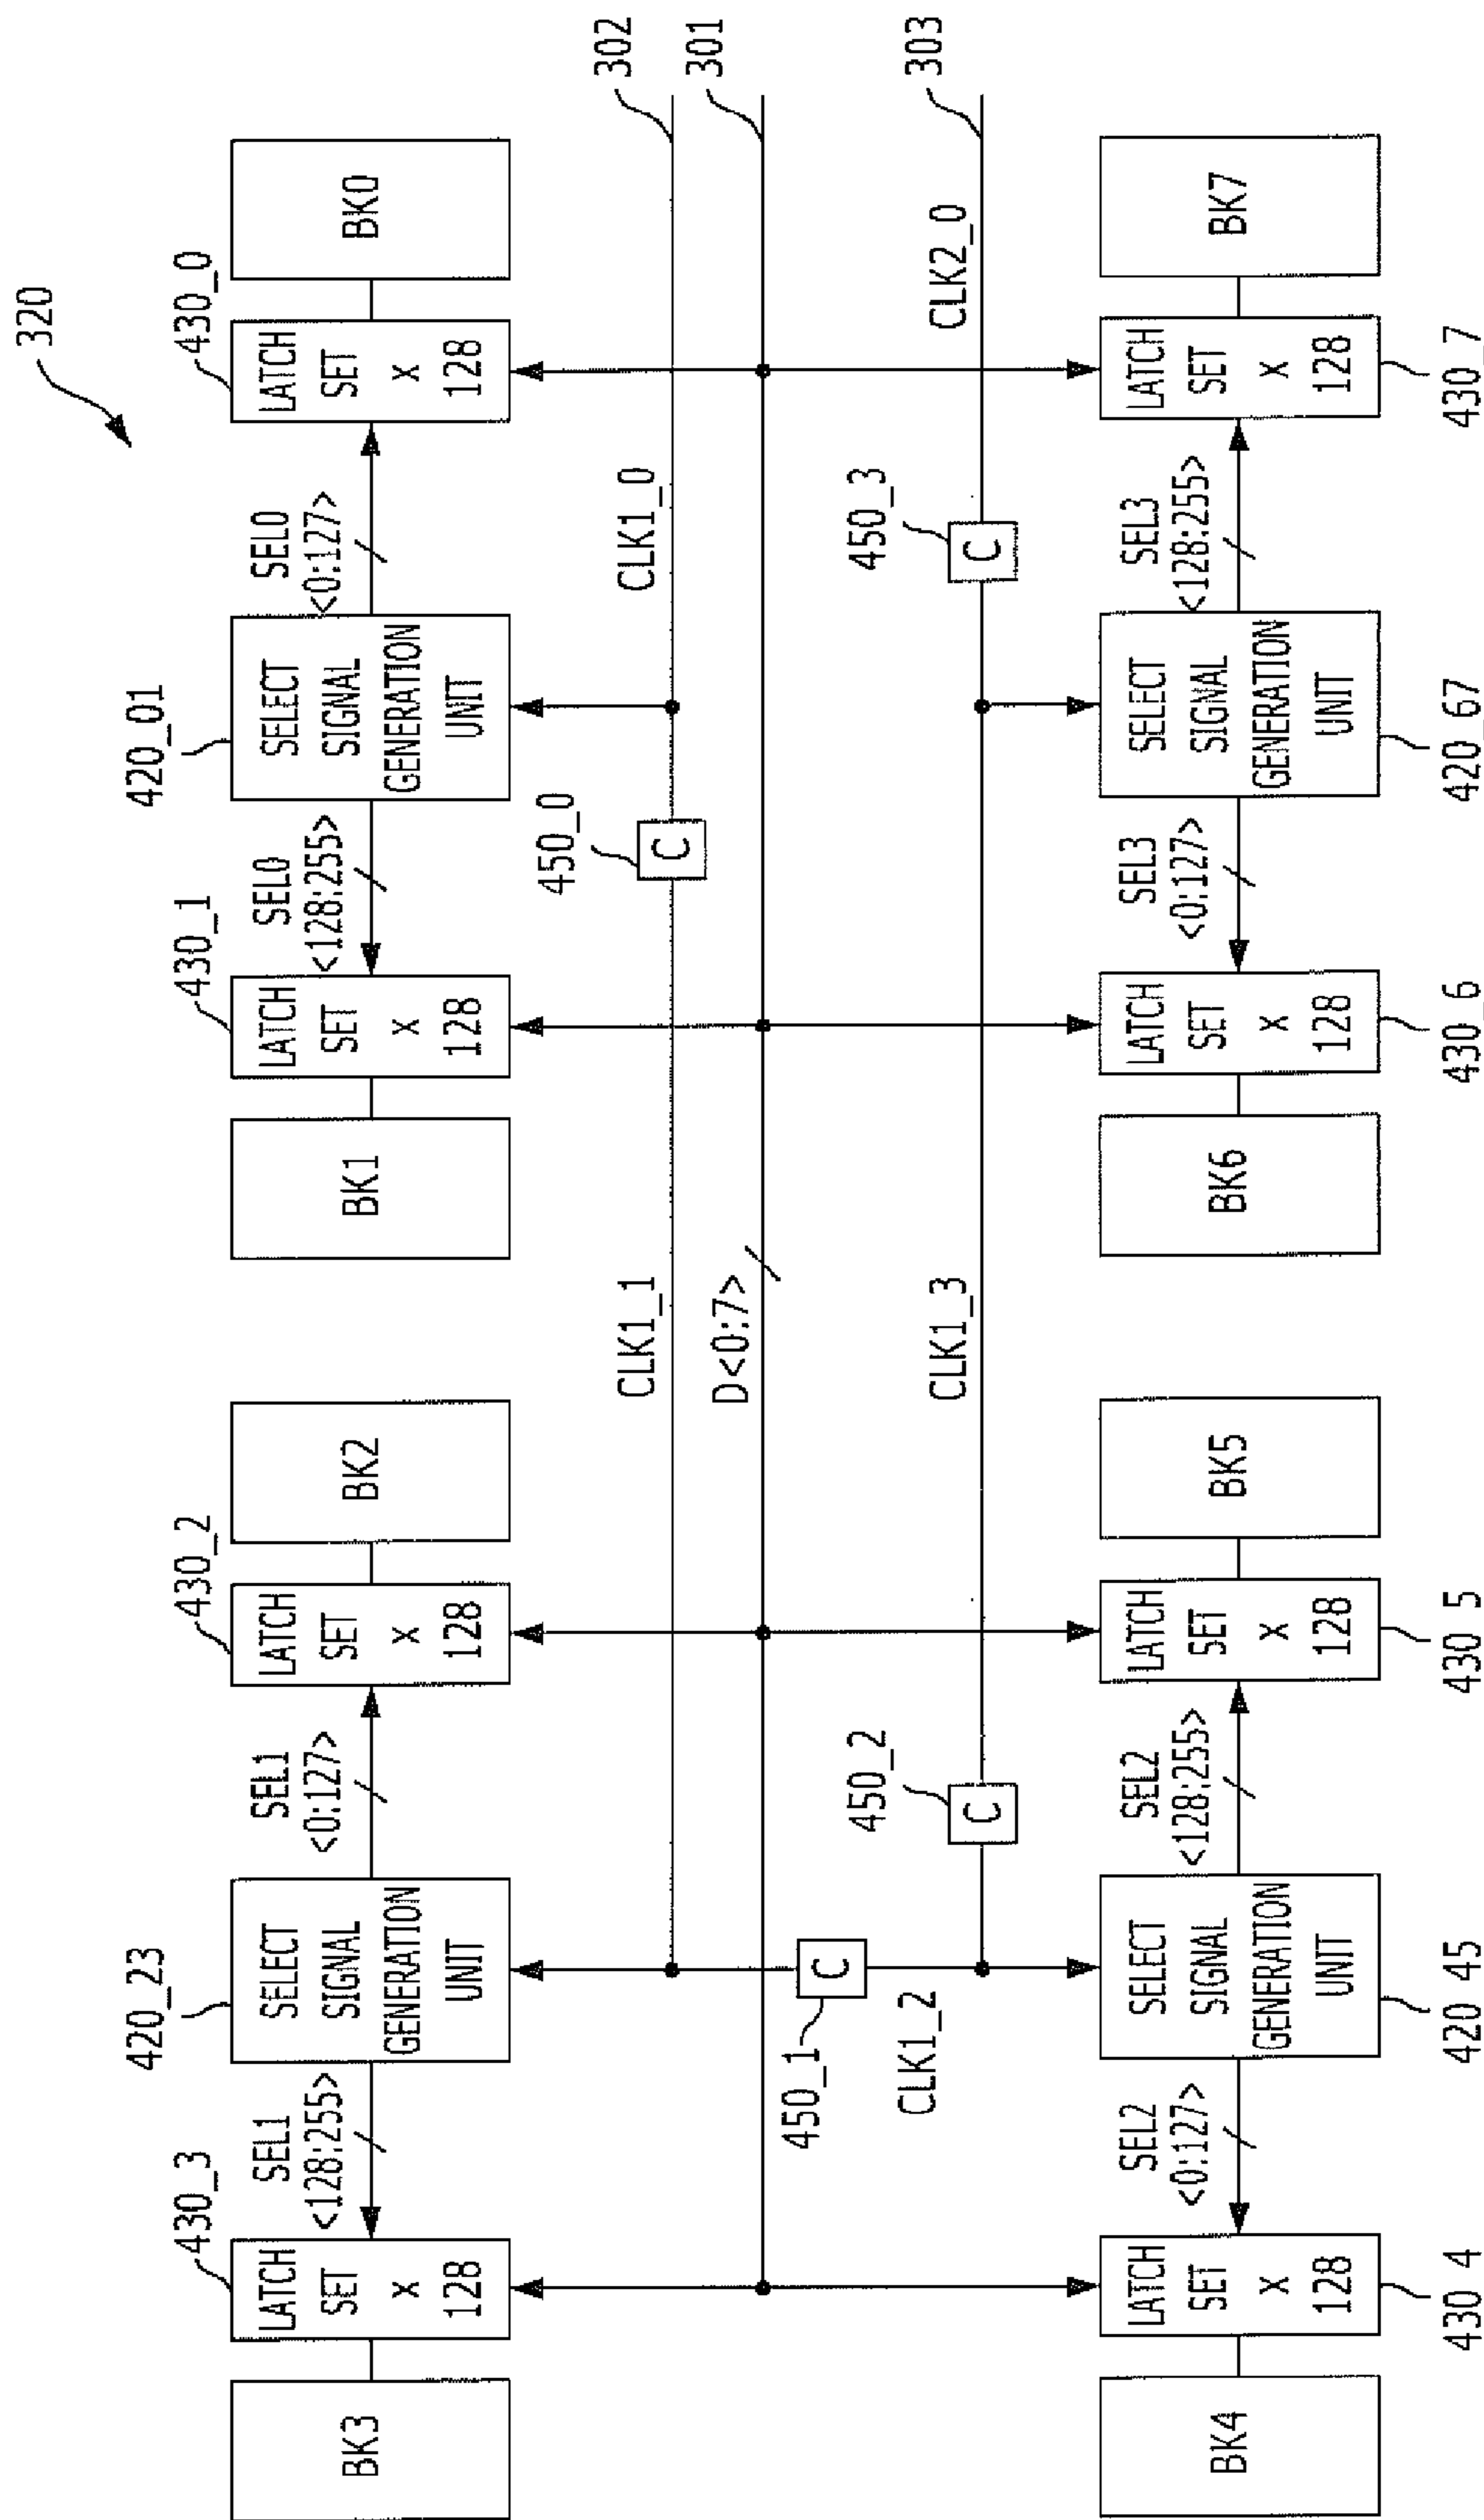 320
430_3
420_23
430_2
430_1
420_01
430_0
BK3
LATCH
SET
X
128
SEL1
<128:255>
SELECT
SIGNAL
GENERATION
UNIT
SEL1
<0:127>
LATCH
SET
X
128
BK2
BK1
LATCH
SET
X
128
SEL0
<128:255>
SELECT
SIGNAL
GENERATION
UNIT
SEL0
<0:127>
LATCH
SET
X
128
BK0
450_0
CLK1_1
C
CLK1_0
302
D<0:7>
301
450_1
C
CLK1_2
450_2
C
CLK1_3
450_3
C
CLK2_0
303
BK4
LATCH
SET
X
128
SEL2
<0:127>
SELECT
SIGNAL
GENERATION
UNIT
SEL2
<128:255>
LATCH
SET
X
128
BK5
BK6
LATCH
SET
X
128
SEL3
<0:127>
SELECT
SIGNAL
GENERATION
UNIT
SEL3
<128:255>
LATCH
SET
X
128
BK7
430_4
420_45
430_5
430_6
420_67
430_7